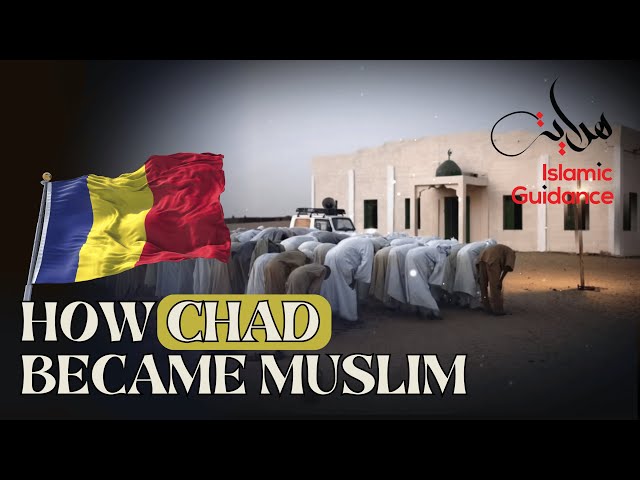 هداية
Islamic
Guidance
HOW CHAD
BECAME MUSLIM